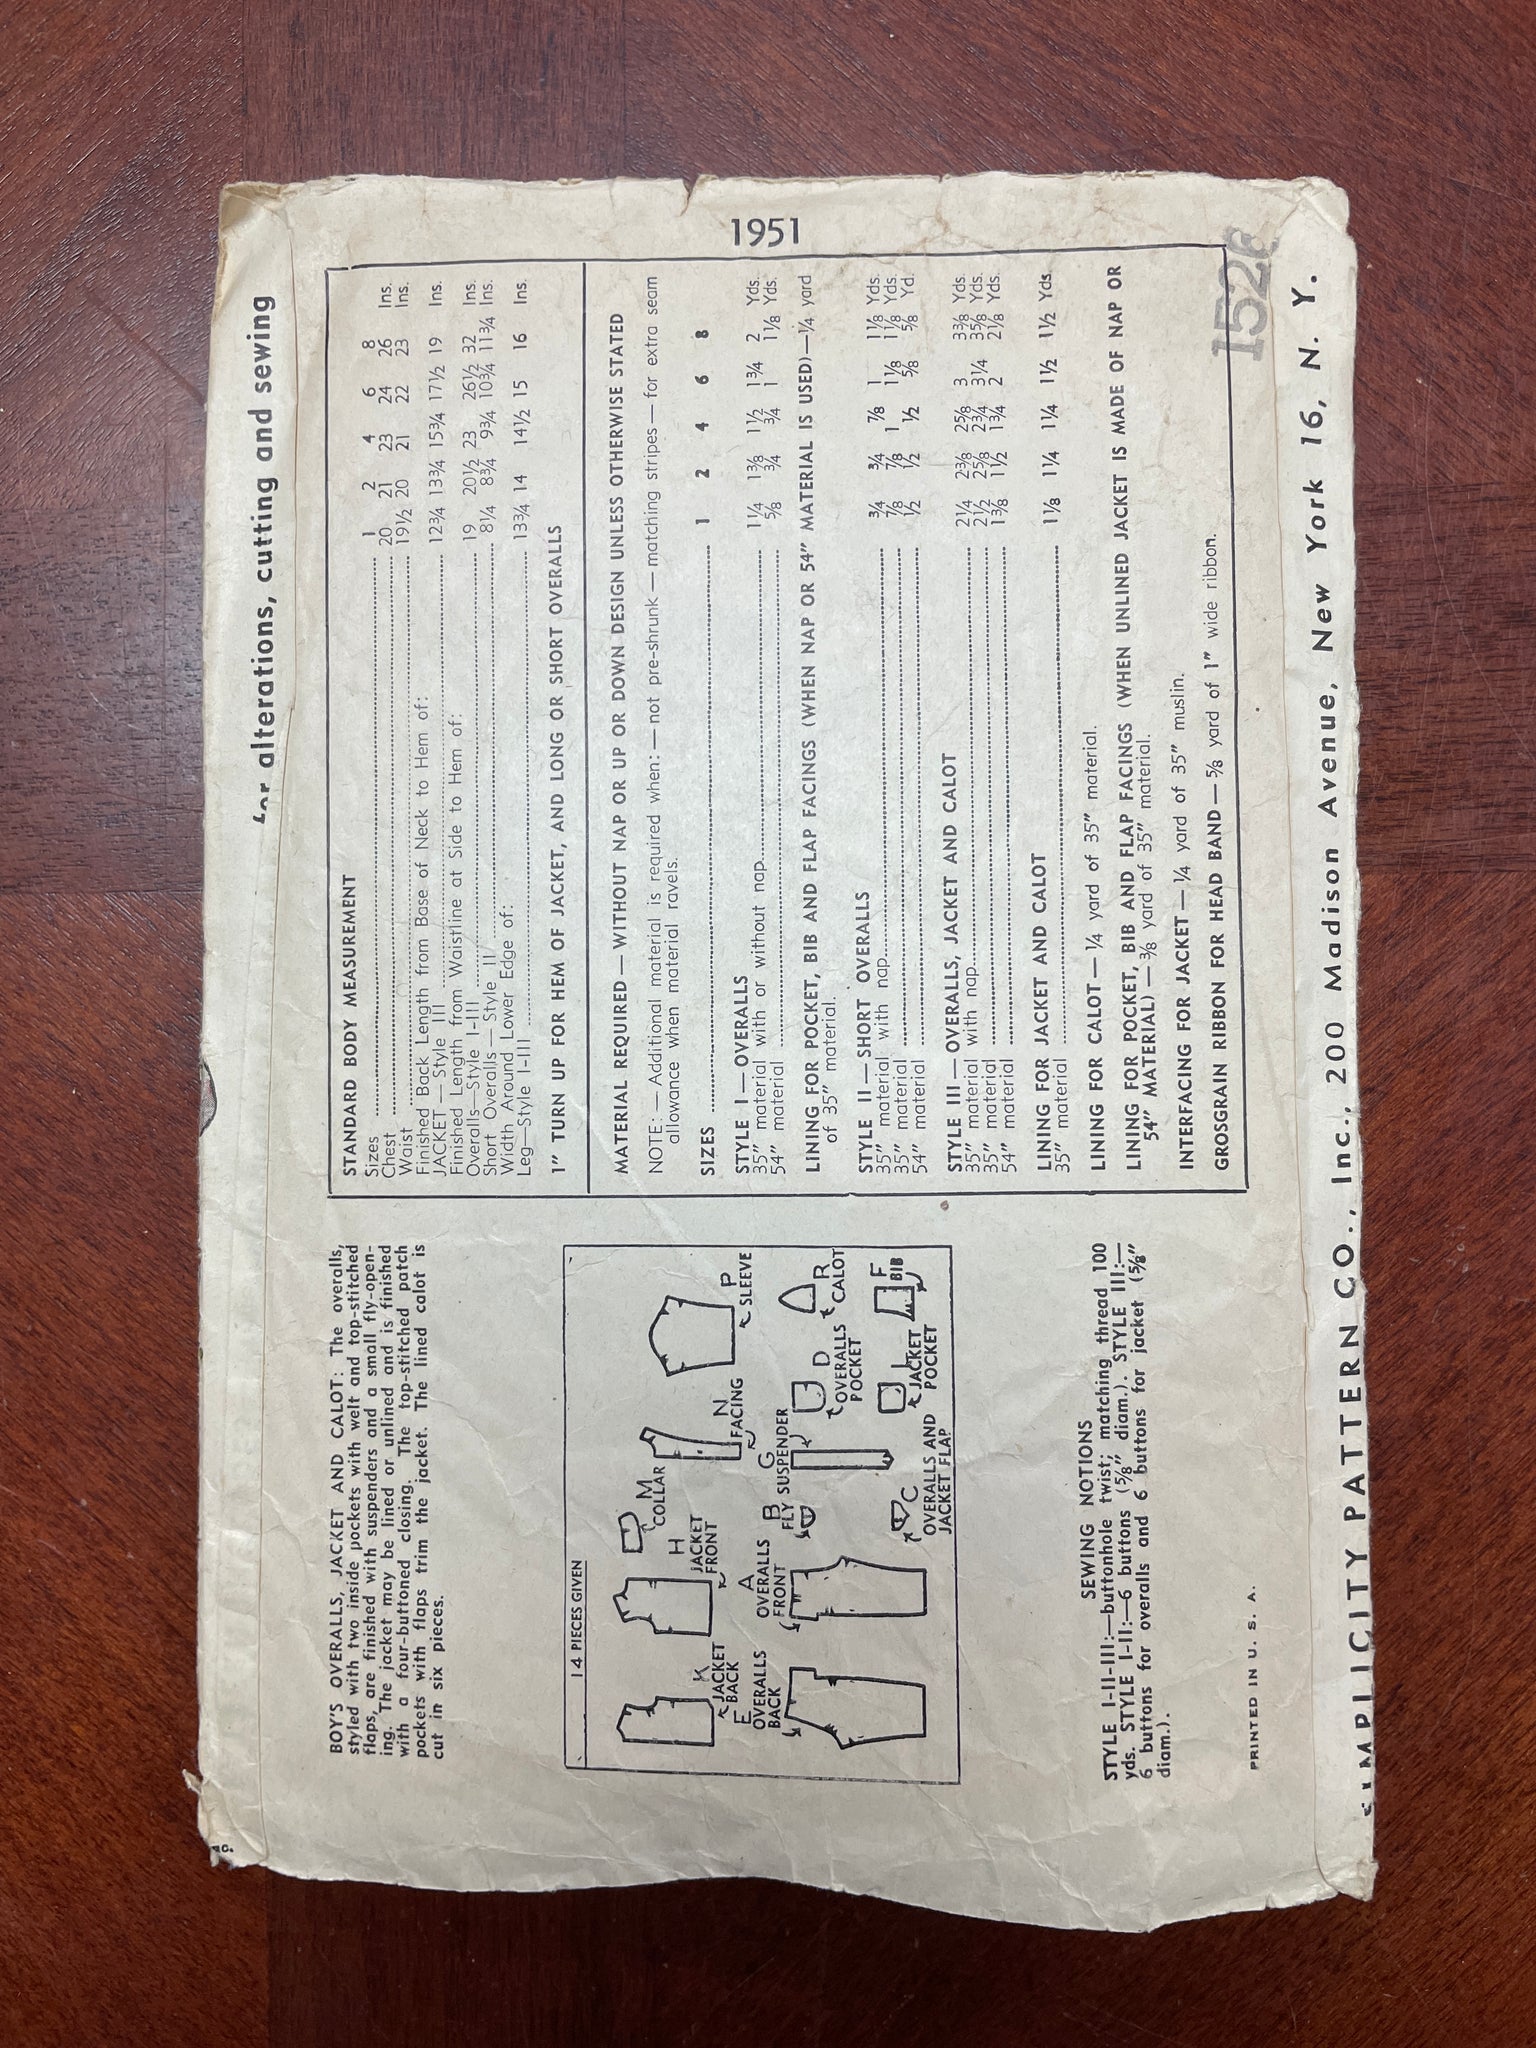 for alterations, cutting and sewing
BOY'S OVERALLS, JACKET AND CALOT: The overalls,
styled with two inside pockets with welt and top-stitched
flaps, are finished with suspenders and a small fly-open-
ing. The jacket may be lined or unlined and is finished
with a four-buttoned closing. The top-stitched patch
pockets with flaps trim the jacket. The lined calot is
cut in six pieces.
14 PIECES GIVEN
K
JACKET
BACK
H
JACKET
FRONT
M
COLLAR
N
FACING
P
SLEEVE
E
OVERALLS
BACK
A
OVERALLS
FRONT
B
FLY
G
SUSPENDER
D
OVERALLS
POCKET
R
CALOT
C
OVERALLS AND
JACKET FLAP
L
JACKET
POCKET
F
BIB
SEWING NOTIONS
STYLE I-II-III:—buttonhole twist; matching thread 100
yds. STYLE I-II:—6 buttons (⅝" diam.). STYLE III:—
6 buttons for overalls and 6 buttons for jacket (⅝"
diam.).
PRINTED IN U. S. A.
STANDARD BODY MEASUREMENT
Sizes 1 2 4 6 8
Chest 20 21 23 24 26 Ins.
Waist 19½ 20 21 22 23 Ins.
Finished Back Length from Base of Neck to Hem of:
JACKET — Style III 12¾ 13¾ 15¾ 17½ 19 Ins.
Finished Length from Waistline at Side to Hem of:
Overalls—Style I-III 19 20½ 23 26½ 32 Ins.
Short Overalls — Style II 8¼ 8¾ 9¾ 10¾ 11¾ Ins.
Width Around Lower Edge of:
Leg—Style I-III 13¾ 14 14½ 15 16 Ins.
1" TURN UP FOR HEM OF JACKET, AND LONG OR SHORT OVERALLS
MATERIAL REQUIRED — WITHOUT NAP OR UP OR DOWN DESIGN UNLESS OTHERWISE STATED
NOTE: — Additional material is required when: — not pre-shrunk — matching stripes — for extra seam
allowance when material ravels.
SIZES 1 2 4 6 8
STYLE I — OVERALLS
35" material with or without nap 1¼ 1⅜ 1½ 1¾ 2 Yds.
54" material ⅝ ¾ ¾ 1 1⅛ Yds.
LINING FOR POCKET, BIB AND FLAP FACINGS (WHEN NAP OR 54" MATERIAL IS USED)—¼ yard
of 35" material.
STYLE II — SHORT OVERALLS
35" material with nap ¾ ¾ ⅞ 1 1⅛ Yds.
35" material ⅞ ⅞ 1 1⅛ 1⅛ Yds.
54" material ½ ½ ½ ⅝ ⅝ Yd.
STYLE III — OVERALLS, JACKET AND CALOT
35" material with nap 2¼ 2⅜ 2⅝ 3 3⅜ Yds.
35" material 2½ 2⅝ 2¾ 3¼ 3⅝ Yds.
54" material 1⅜ 1½ 1¾ 2 2⅛ Yds.
LINING FOR JACKET AND CALOT
35" material 1⅛ 1¼ 1¼ 1½ 1½ Yds.
LINING FOR CALOT — ¼ yard of 35" material.
LINING FOR POCKET, BIB AND FLAP FACINGS (WHEN UNLINED JACKET IS MADE OF NAP OR
54" MATERIAL) — ⅜ yard of 35" material.
INTERFACING FOR JACKET — ¼ yard of 35" muslin.
GROSGRAIN RIBBON FOR HEAD BAND — ⅝ yard of 1" wide ribbon.
1951
SIMPLICITY PATTERN CO., Inc., 200 Madison Avenue, New York 16, N. Y.